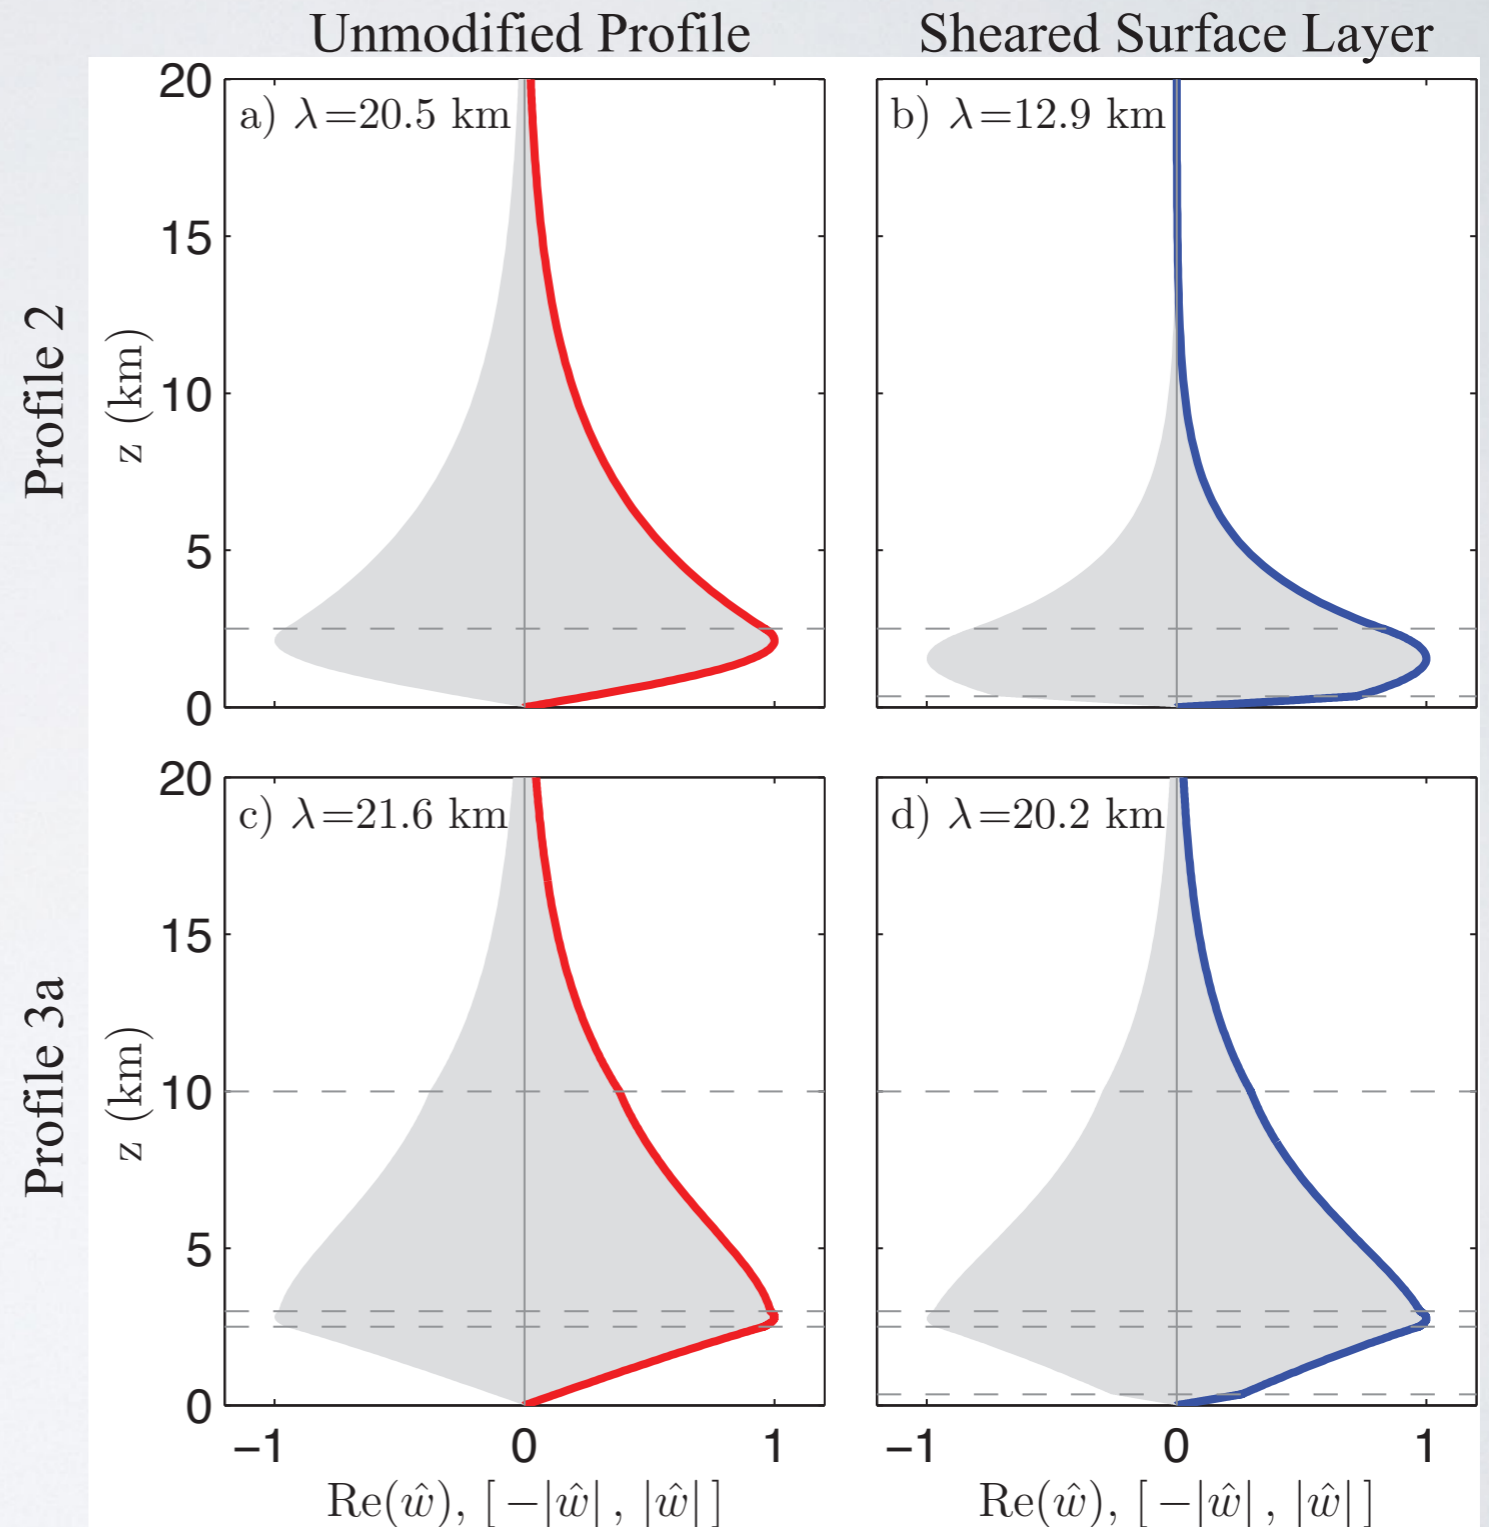 Unmodified Profile
Sheared Surface Layer
Profile 2
z (km)
20
15
10
5
0
a) λ=20.5 km
b) λ=12.9 km
Profile 3a
z (km)
20
15
10
5
0
c) λ=21.6 km
d) λ=20.2 km
−1 0 1
−1 0 1
Re(ŵ), [−|ŵ|, |ŵ|]
Re(ŵ), [−|ŵ|, |ŵ|]